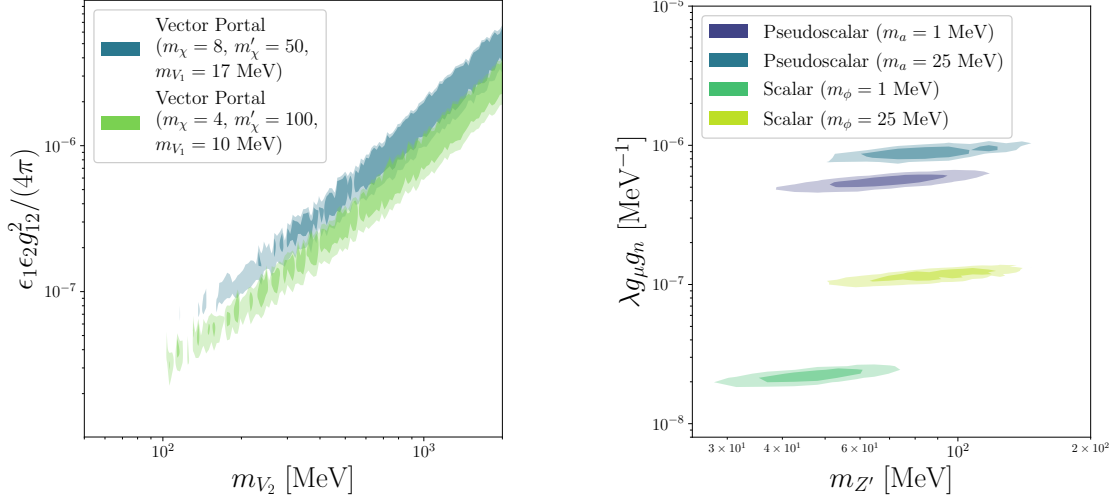 Vector Portal
(m_χ = 8, m′_χ = 50,
m_{V_1} = 17 MeV)
Vector Portal
(m_χ = 4, m′_χ = 100,
m_{V_1} = 10 MeV)
10^{-6}
10^{-7}
ϵ_1ϵ_2g_{12}^2/(4π)
10^2
10^3
m_{V_2} [MeV]
Pseudoscalar (m_a = 1 MeV)
Pseudoscalar (m_a = 25 MeV)
Scalar (m_ϕ = 1 MeV)
Scalar (m_ϕ = 25 MeV)
10^{-5}
10^{-6}
10^{-7}
10^{-8}
λg_μg_n [MeV^{-1}]
3 × 10^1
4 × 10^1
6 × 10^1
10^2
2 × 10^2
m_{Z′} [MeV]